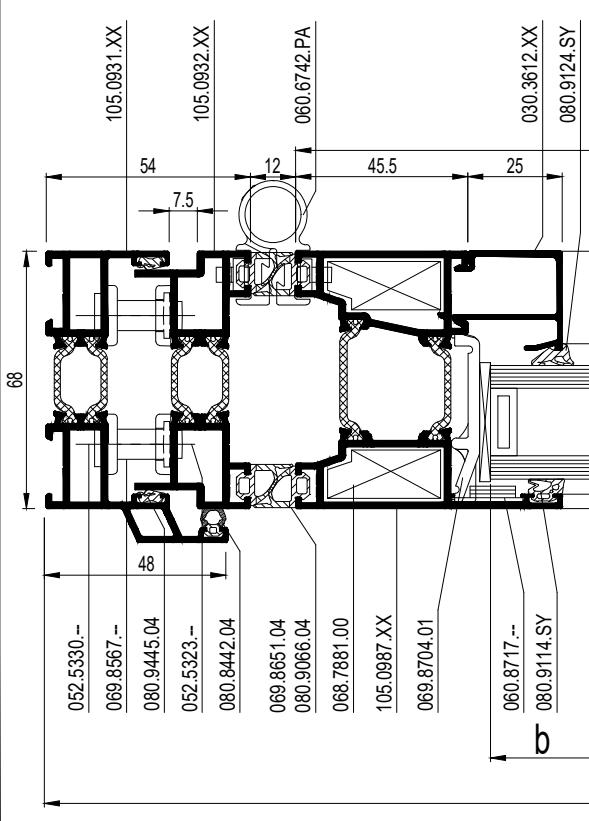 105.0931.XX
105.0932.XX
060.6742.PA
030.3612.XX
080.9124.SY
54
12
45.5
25
7.5
68
48
052.5330.--
069.8567.--
080.9445.04
052.5323.--
080.8442.04
069.8651.04
080.9066.04
068.7881.00
105.0987.XX
069.8704.01
060.8717.--
080.9114.SY
b